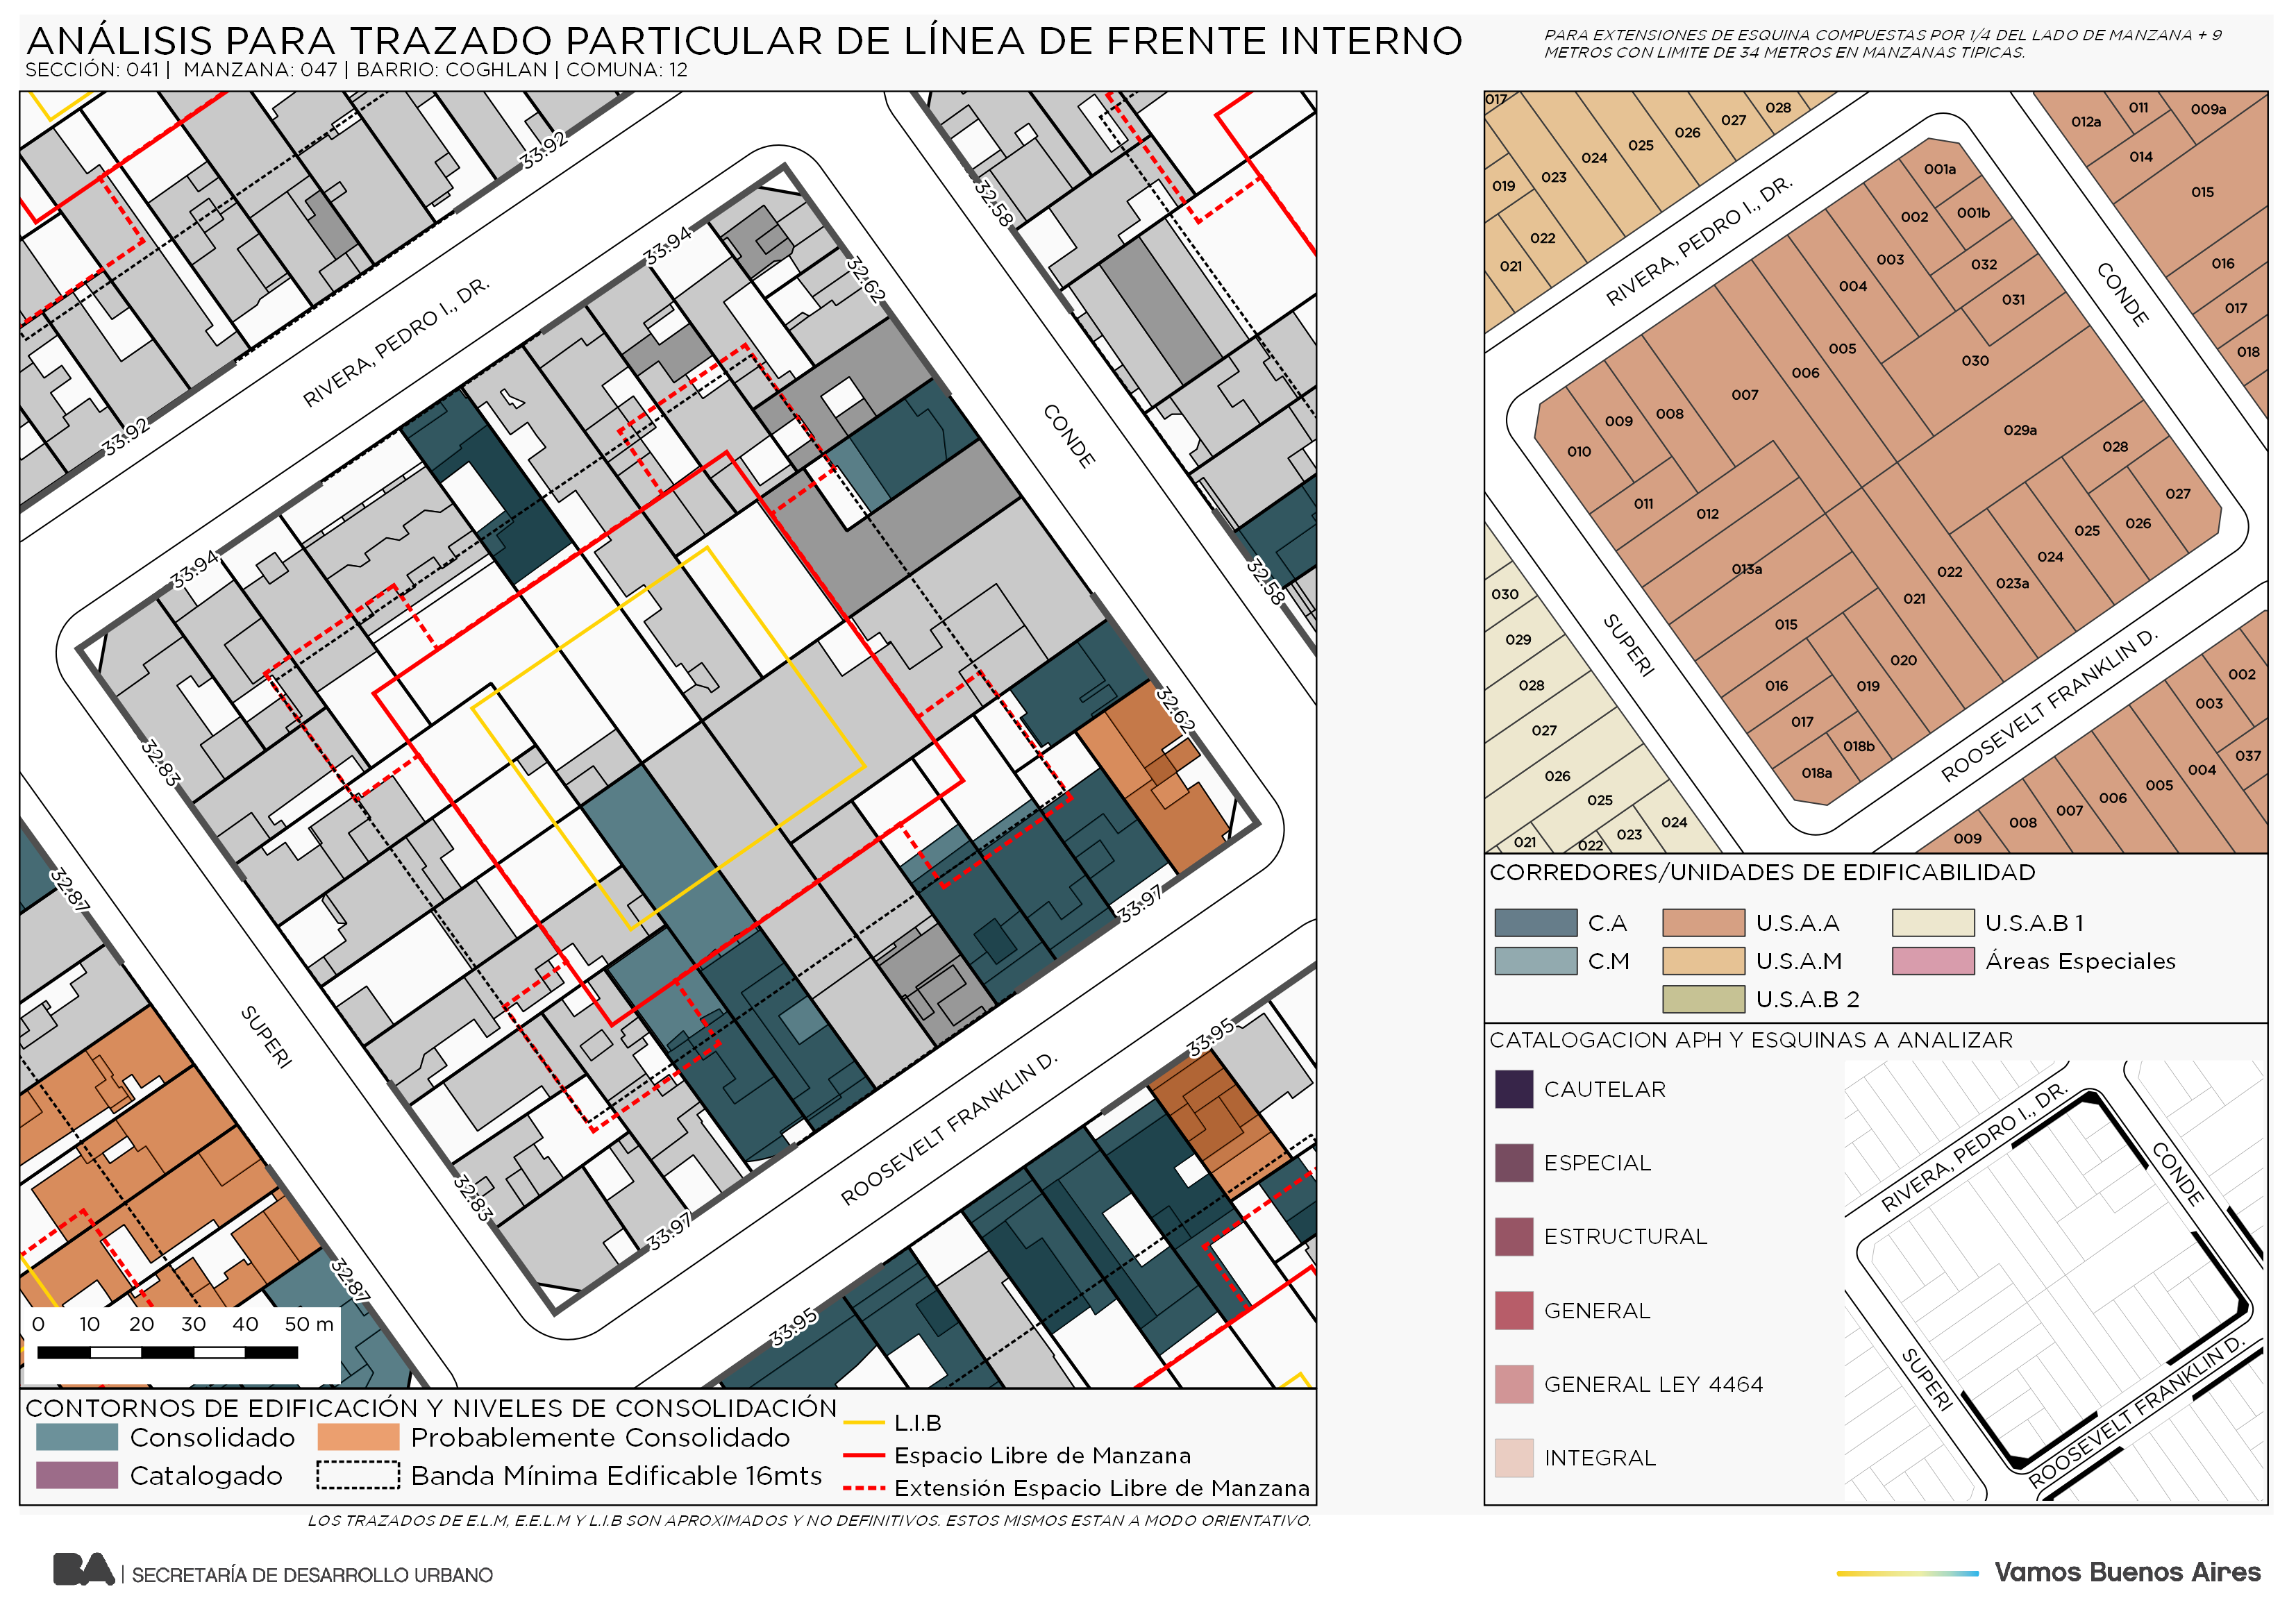 ANÁLISIS PARA TRAZADO PARTICULAR DE LÍNEA DE FRENTE INTERNO
SECCIÓN: 041 | MANZANA: 047 | BARRIO: COGHLAN | COMUNA: 12
PARA EXTENSIONES DE ESQUINA COMPUESTAS POR 1/4 DEL LADO DE MANZANA + 9
METROS CON LIMITE DE 34 METROS EN MANZANAS TIPICAS.
33.92
33.92
32.58
33.94
32.62
RIVERA, PEDRO I., DR.
CONDE
33.94
32.58
32.83
32.62
32.87
33.97
SUPERI
33.95
ROOSEVELT FRANKLIN D.
32.83
33.97
32.87
33.95
0 10 20 30 40 50 m
CONTORNOS DE EDIFICACIÓN Y NIVELES DE CONSOLIDACIÓN
Consolidado
Probablemente Consolidado
Catalogado
Banda Mínima Edificable 16mts
L.I.B
Espacio Libre de Manzana
Extensión Espacio Libre de Manzana
LOS TRAZADOS DE E.L.M, E.E.L.M Y L.I.B SON APROXIMADOS Y NO DEFINITIVOS. ESTOS MISMOS ESTAN A MODO ORIENTATIVO.
017
019
021
022
023
024
025
026
027
028
012a
011
009a
014
015
016
017
018
RIVERA, PEDRO I., DR.
CONDE
001a
001b
002
003
032
031
004
030
005
006
007
008
009
010
011
012
029a
028
027
026
025
024
023a
022
021
013a
015
020
019
016
017
018b
018a
SUPERI
ROOSEVELT FRANKLIN D.
030
029
028
027
026
025
024
023
022
021
002
003
037
004
005
006
007
008
009
CORREDORES/UNIDADES DE EDIFICABILIDAD
C.A
U.S.A.A
U.S.A.B 1
C.M
U.S.A.M
Áreas Especiales
U.S.A.B 2
CATALOGACION APH Y ESQUINAS A ANALIZAR
CAUTELAR
ESPECIAL
ESTRUCTURAL
GENERAL
GENERAL LEY 4464
INTEGRAL
RIVERA, PEDRO I., DR.
CONDE
SUPERI
ROOSEVELT FRANKLIN D.
BA | SECRETARÍA DE DESARROLLO URBANO
Vamos Buenos Aires